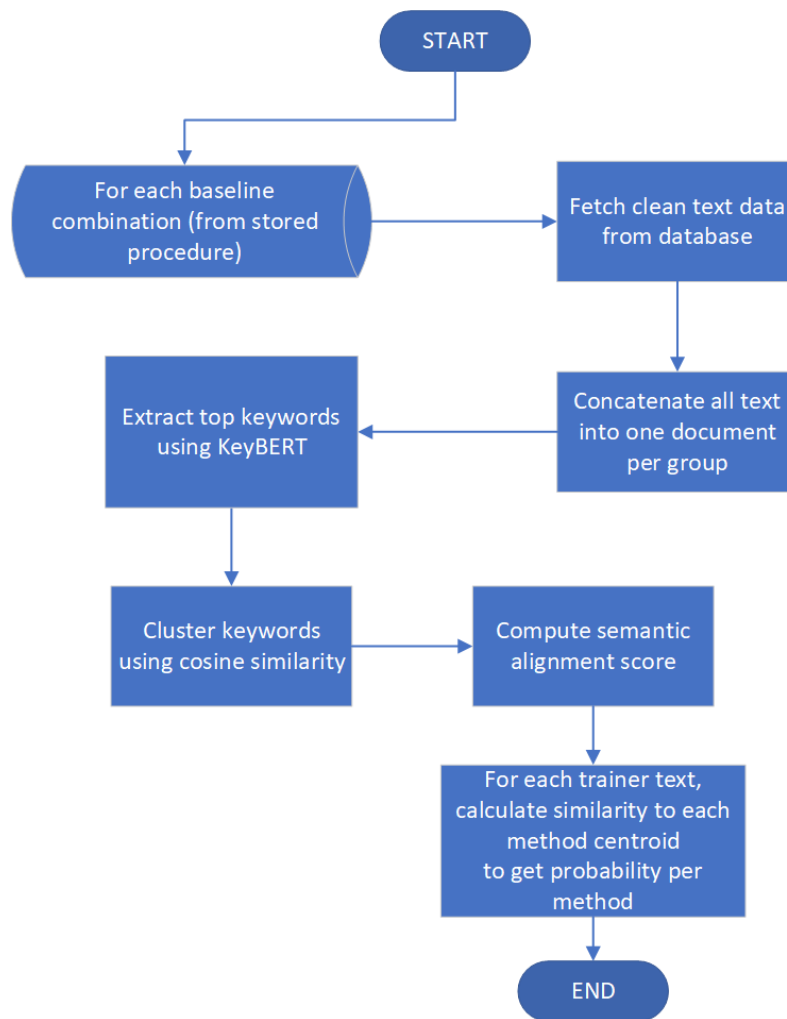 START
For each baseline
combination (from stored
procedure)
Fetch clean text data
from database
Concatenate all text
into one document
per group
Extract top keywords
using KeyBERT
Cluster keywords
using cosine similarity
Compute semantic
alignment score
For each trainer text,
calculate similarity to each
method centroid
to get probability per
method
END